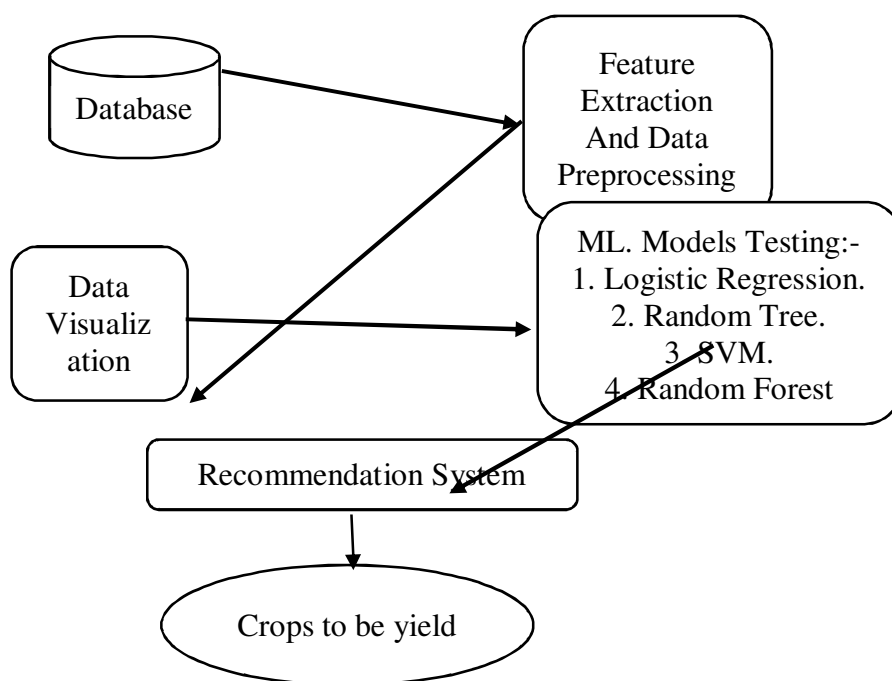 Database
Feature
Extraction
And Data
Preprocessing
Data
Visualiz
ation
ML. Models Testing:-
1. Logistic Regression.
2. Random Tree.
3. SVM.
4. Random Forest
Recommendation System
Crops to be yield